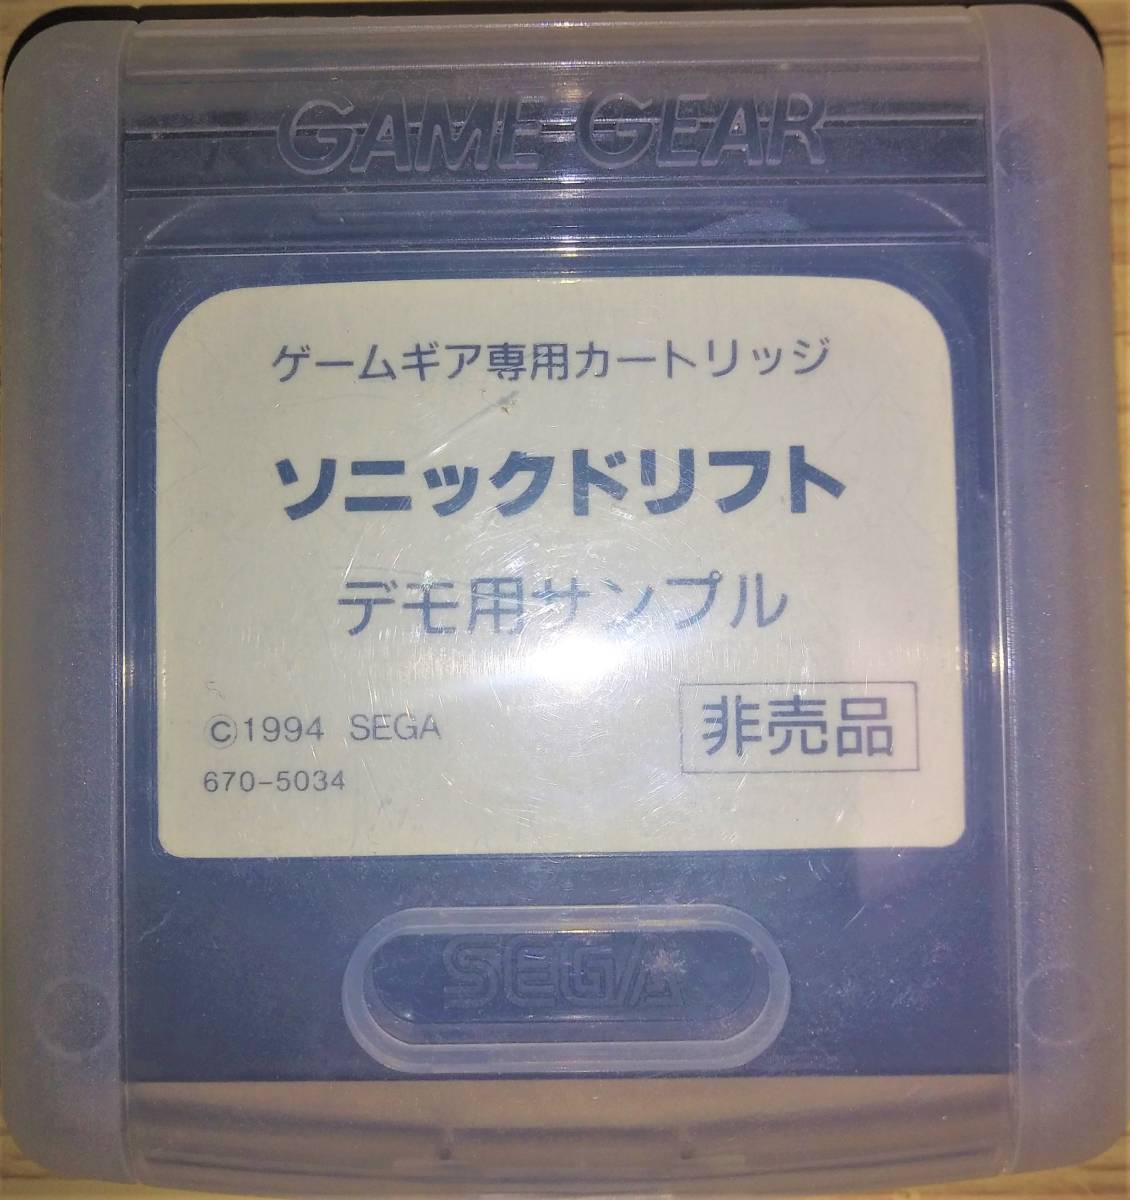 GAME GEAR
ゲームギア専用カートリッジ
ソニックドリフト
デモ用サンプル
©1994 SEGA
670-5034
非売品
SEGA